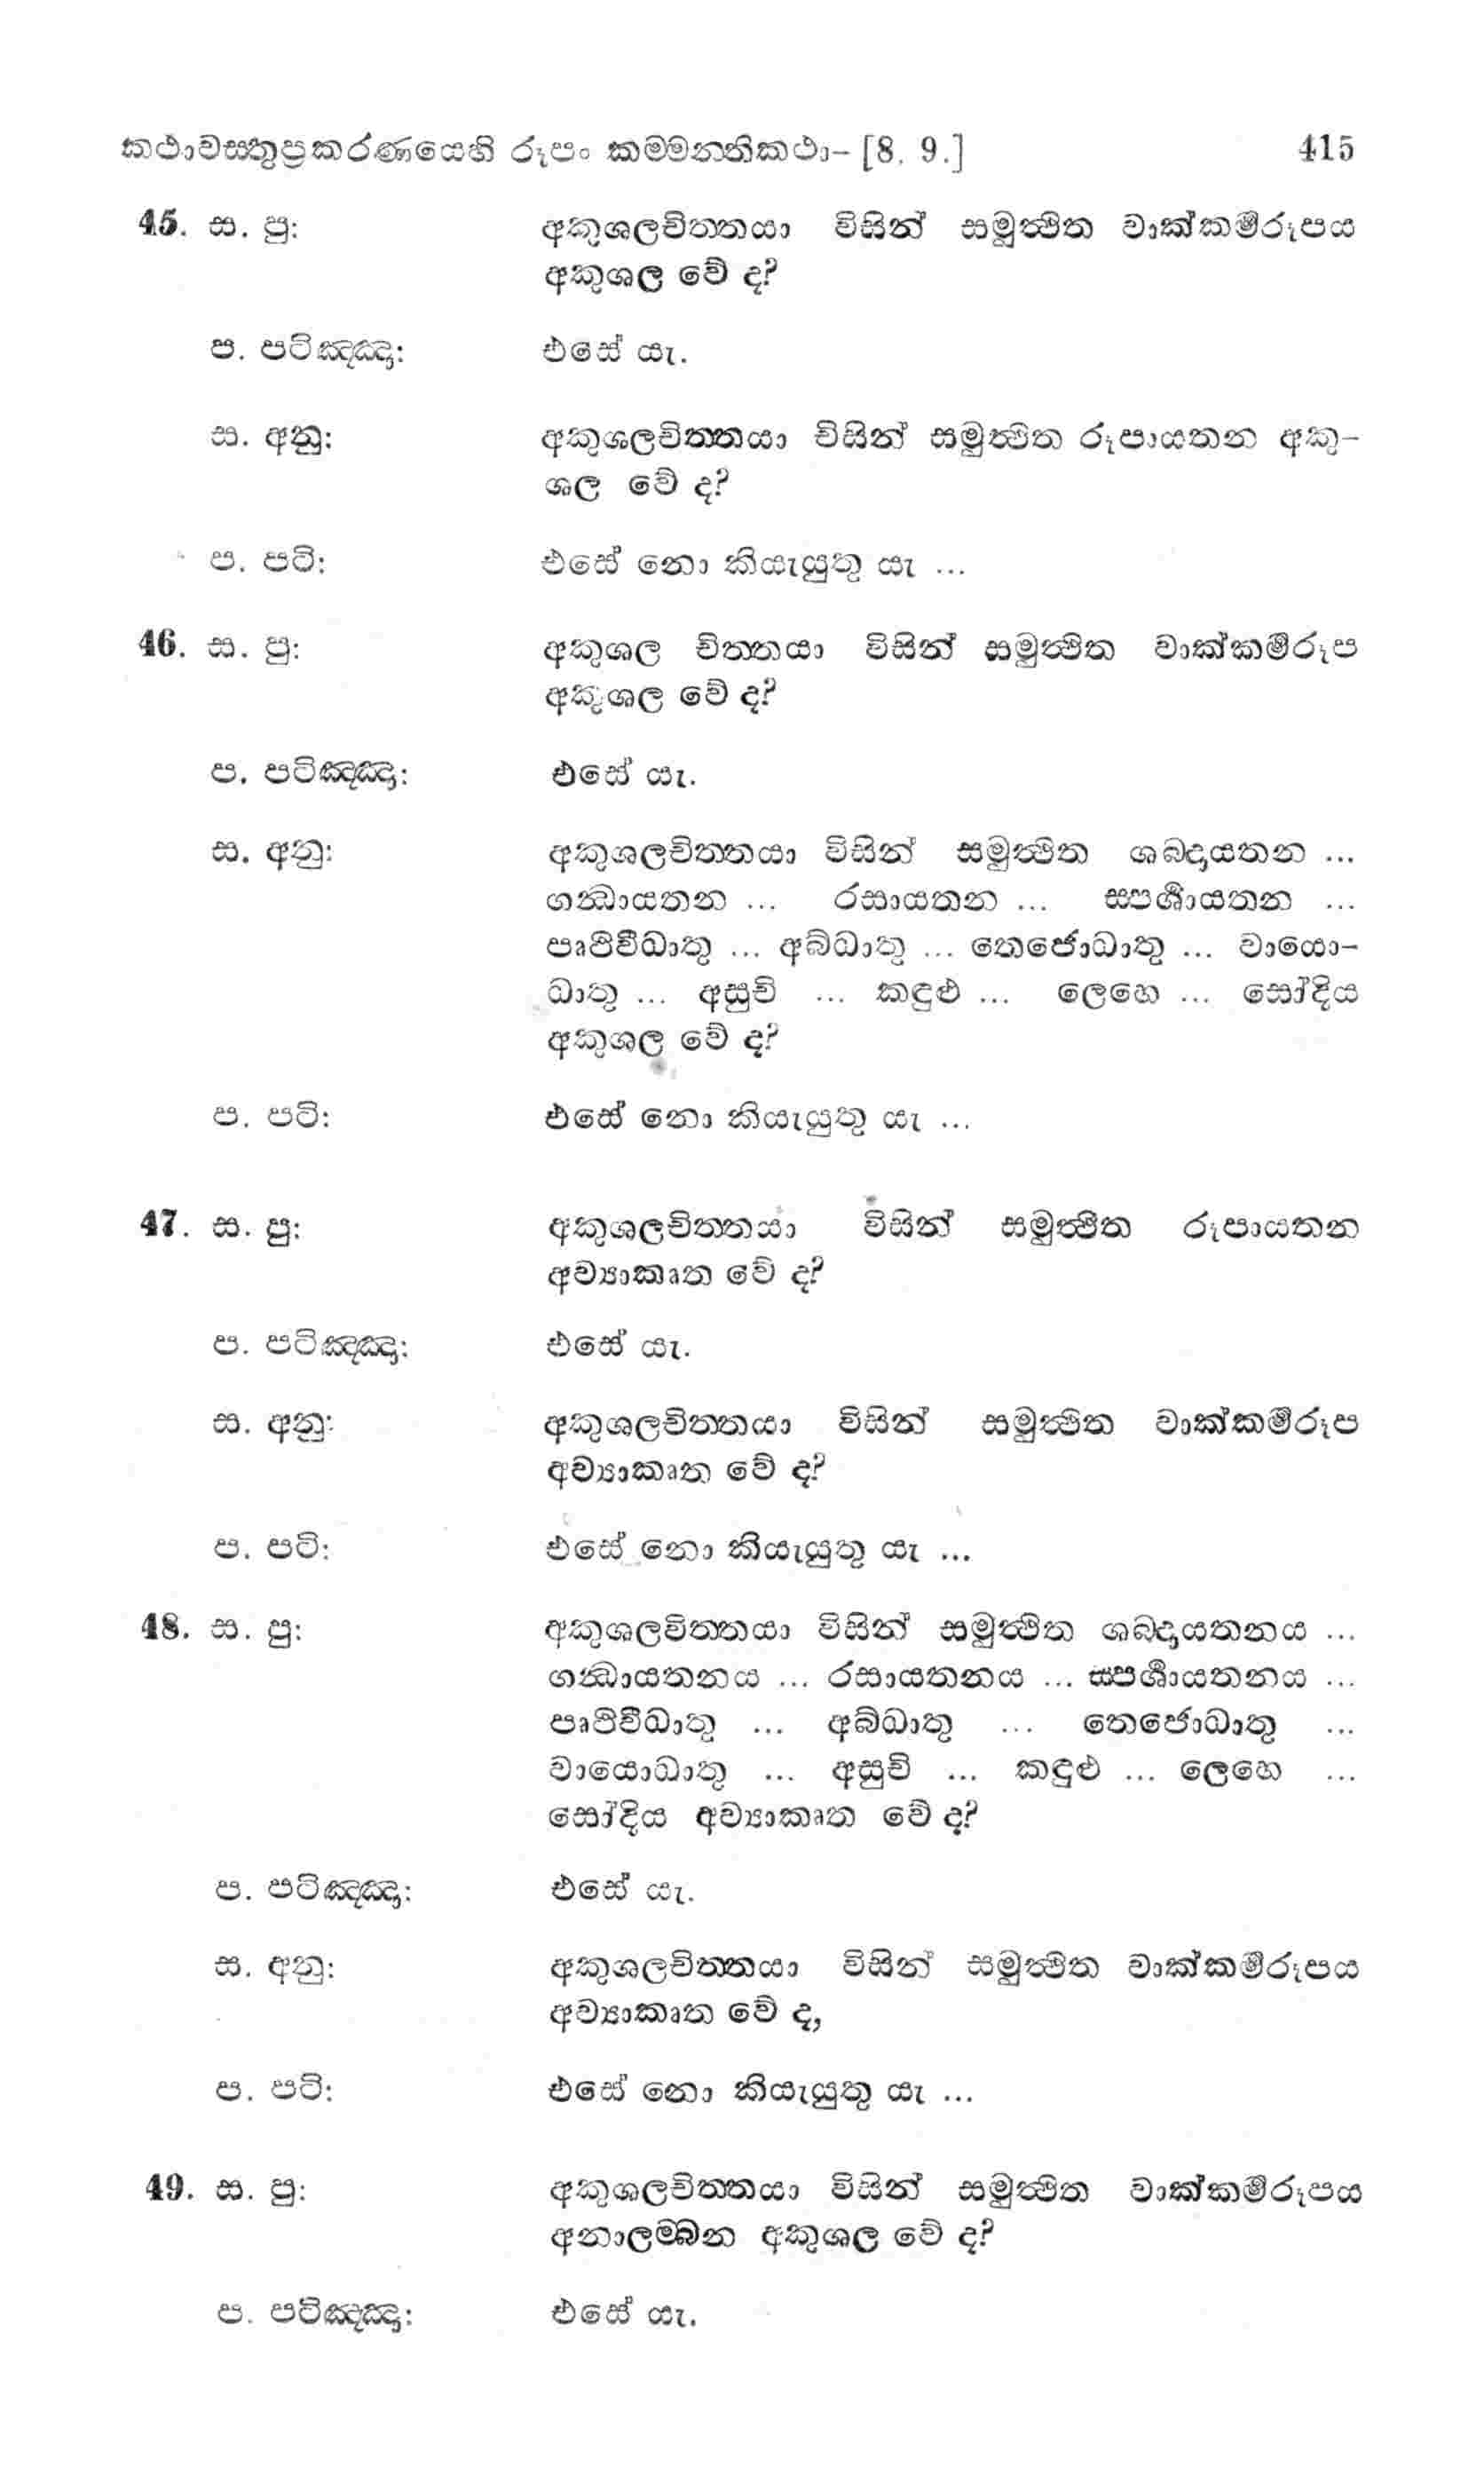 කථාවස්තුප්‍රකරණයෙහි රූපං කම්මන්තිකථා- [8. 9.] 415
45. ස. පු: අකුශලචිත්තයා විසින් සමුත්ථිත වාක්කර්මරූපය
අකුශල වේ ද?
ප. පටිඤ්ඤා: එසේ යැ.
ස. අනු: අකුශලචිත්තයා විසින් සමුත්ථිත රූපායතන අකු-
ශල වේ ද?
ප. පටි: එසේ නො කියැයුතු යැ ...
46. ස. පු: අකුශල චිත්තයා විසින් සමුත්ථිත වාක්කර්මරූප
අකුශල වේ ද?
ප. පටිඤ්ඤා: එසේ යැ.
ස. අනු: අකුශලචිත්තයා විසින් සමුත්ථිත ශබ්දායතන ...
ගන්ධායතන ... රසායතන ... ස්පර්ශායතන ...
පෘථිවීධාතු ... අබ්ධාතු ... තෙජොධාතු ... වායො-
ධාතු ... අසුචි ... කඳුළු ... ලෙහෙ ... සෝදිය
අකුශල වේ ද?
ප. පටි: එසේ නො කියැයුතු යැ ...
47. ස. පු: අකුශලචිත්තයා විසින් සමුත්ථිත රූපායතන
අව්‍යාකෘත වේ ද?
ප. පටිඤ්ඤා: එසේ යැ.
ස. අනු: අකුශලචිත්තයා විසින් සමුත්ථිත වාක්කර්මරූප
අව්‍යාකෘත වේ ද?
ප. පටි: එසේ නො කියැයුතු යැ ...
48. ස. පු: අකුශලචිත්තයා විසින් සමුත්ථිත ශබ්දායතනය ...
ගන්ධායතනය ... රසායතනය ... ස්පර්ශායතනය ...
පෘථිවීධාතු ... අබ්ධාතු ... තෙජොධාතු ...
වායොධාතු ... අසුචි ... කඳුළු ... ලෙහෙ ...
සෝදිය අව්‍යාකෘත වේ ද?
ප. පටිඤ්ඤා: එසේ යැ.
ස. අනු: අකුශලචිත්තයා විසින් සමුත්ථිත වාක්කර්මරූපය
අව්‍යාකෘත වේ ද,
ප. පටි: එසේ නො කියැයුතු යැ ...
49. ස. පු: අකුශලචිත්තයා විසින් සමුත්ථිත වාක්කර්මරූපය
අනාලම්බන අකුශල වේ ද?
ප. පටිඤ්ඤා: එසේ යැ.